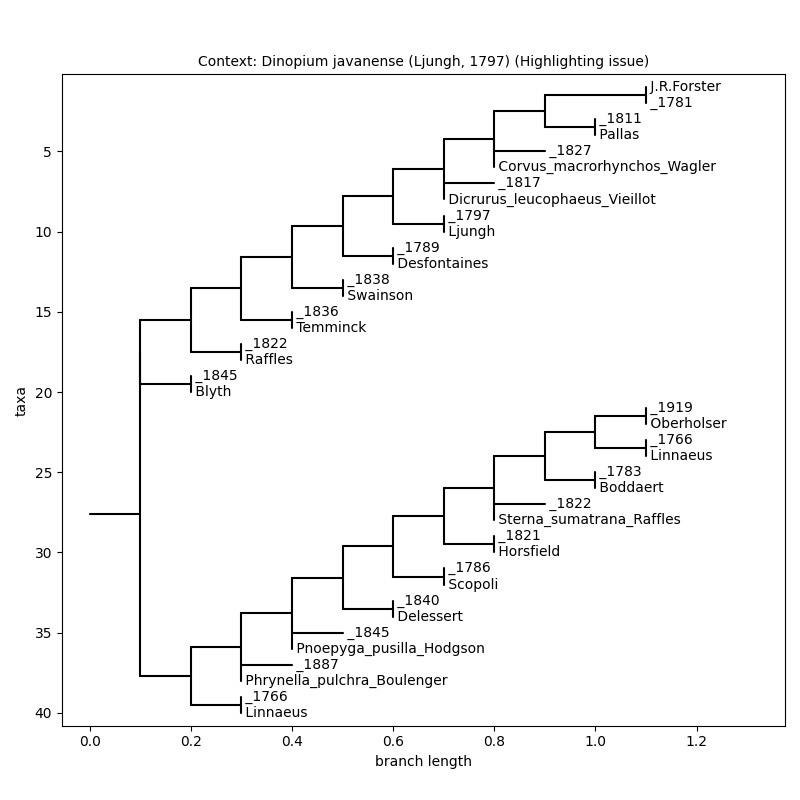 Context: Dinopium javanense (Ljungh, 1797) (Highlighting issue)
J.R.Forster
_1781
_1811
Pallas
_1827
Corvus_macrorhynchos_Wagler
_1817
Dicrurus_leucophaeus_Vieillot
_1797
Ljungh
_1789
Desfontaines
_1838
Swainson
_1836
Temminck
_1822
Raffles
_1845
Blyth
_1919
Oberholser
_1766
Linnaeus
_1783
Boddaert
_1822
Sterna_sumatrana_Raffles
_1821
Horsfield
_1786
Scopoli
_1840
Delessert
_1845
Pnoepyga_pusilla_Hodgson
_1887
Phrynella_pulchra_Boulenger
_1766
Linnaeus
5
10
15
20
25
30
35
40
taxa
0.0 0.2 0.4 0.6 0.8 1.0 1.2
branch length